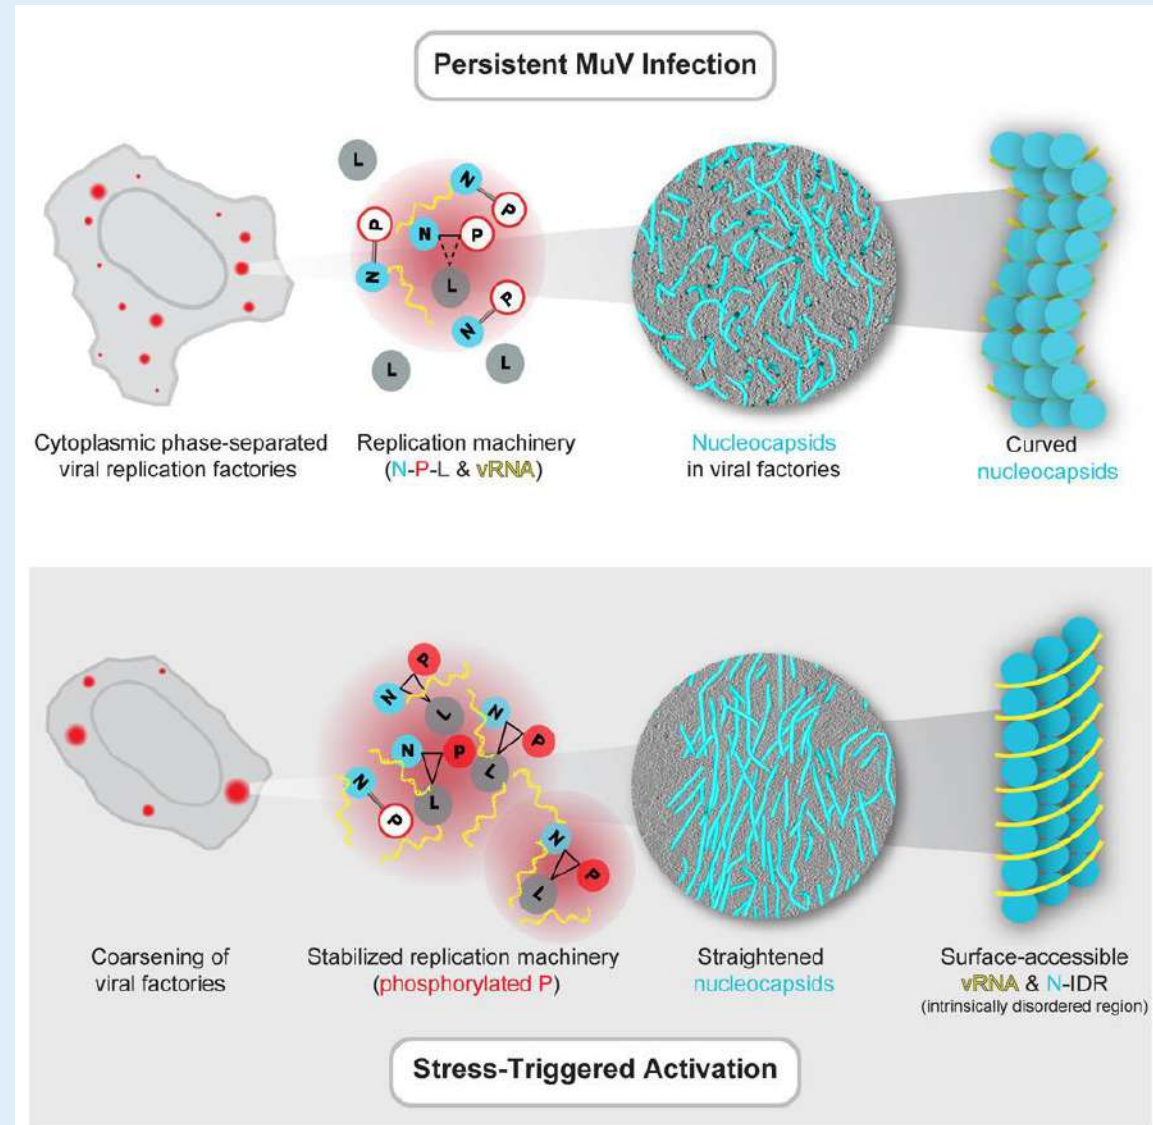 Persistent MuV Infection
L
N
P
P
N
P
L
P
N
N
L
L
Cytoplasmic phase-separated
viral replication factories
Replication machinery
(N-P-L & vRNA)
Nucleocapsids
in viral factories
Curved
nucleocapsids
P
N
L
N
P
N
P
L
N
L
P
N
P
L
Coarsening of
viral factories
Stabilized replication machinery
(phosphorylated P)
Straightened
nucleocapsids
Surface-accessible
vRNA & N-IDR
(intrinsically disordered region)
Stress-Triggered Activation